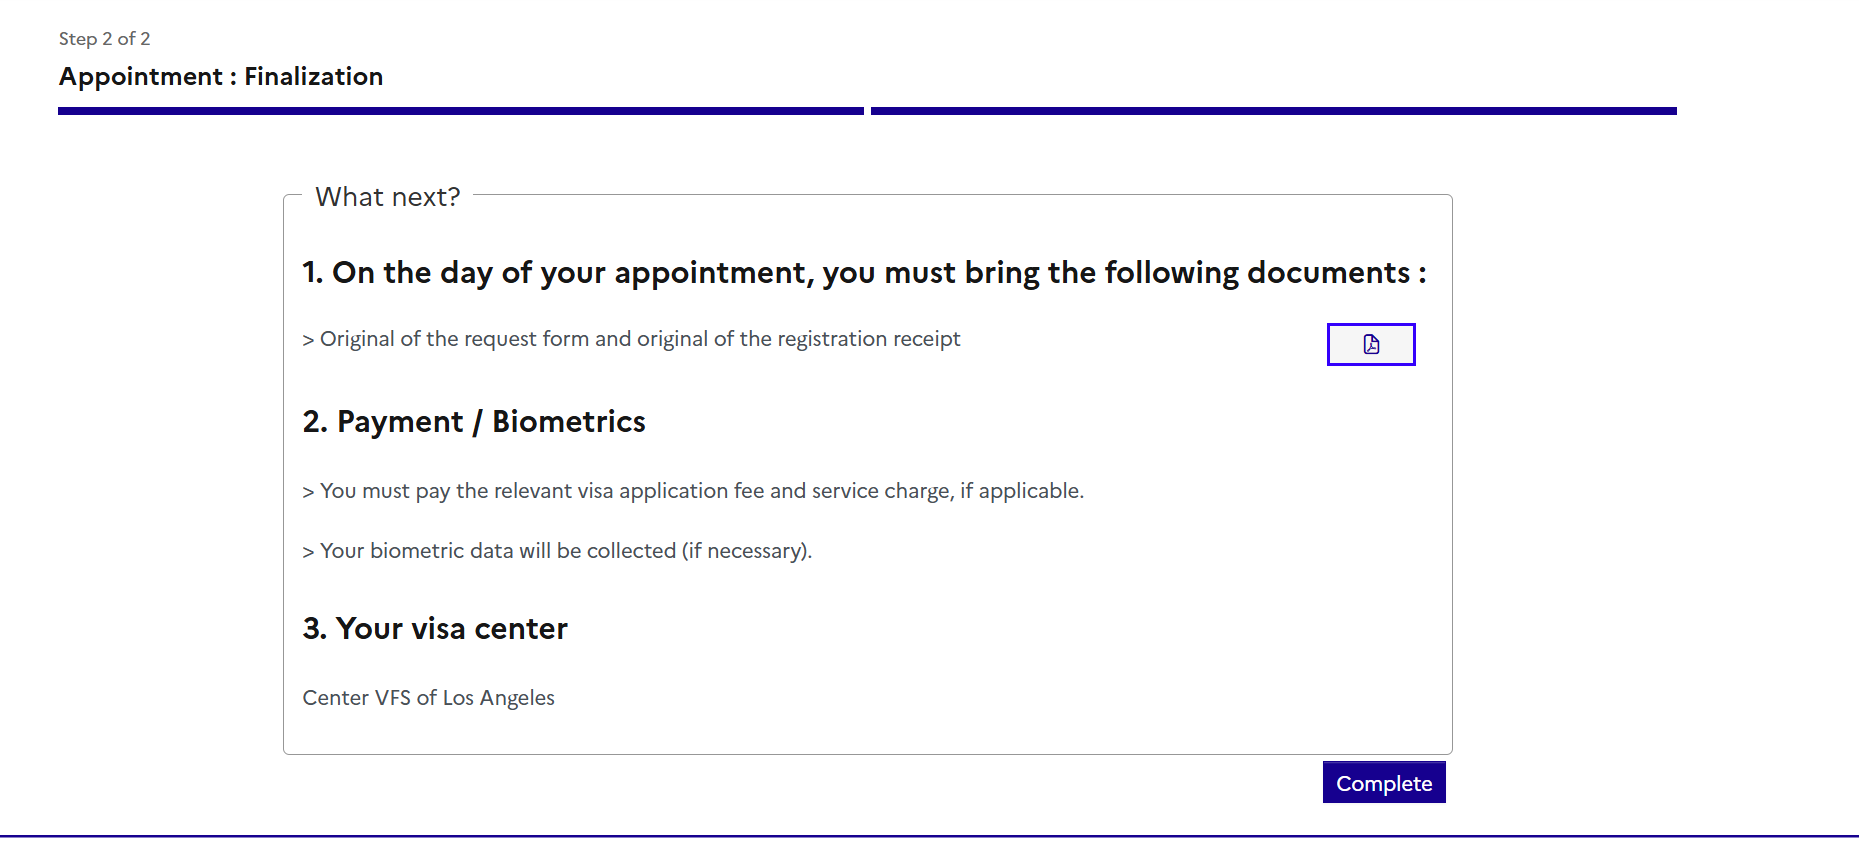 Step 2 of 2
Appointment : Finalization
What next?
1. On the day of your appointment, you must bring the following documents :
> Original of the request form and original of the registration receipt
2. Payment / Biometrics
> You must pay the relevant visa application fee and service charge, if applicable.
> Your biometric data will be collected (if necessary).
3. Your visa center
Center VFS of Los Angeles
Complete